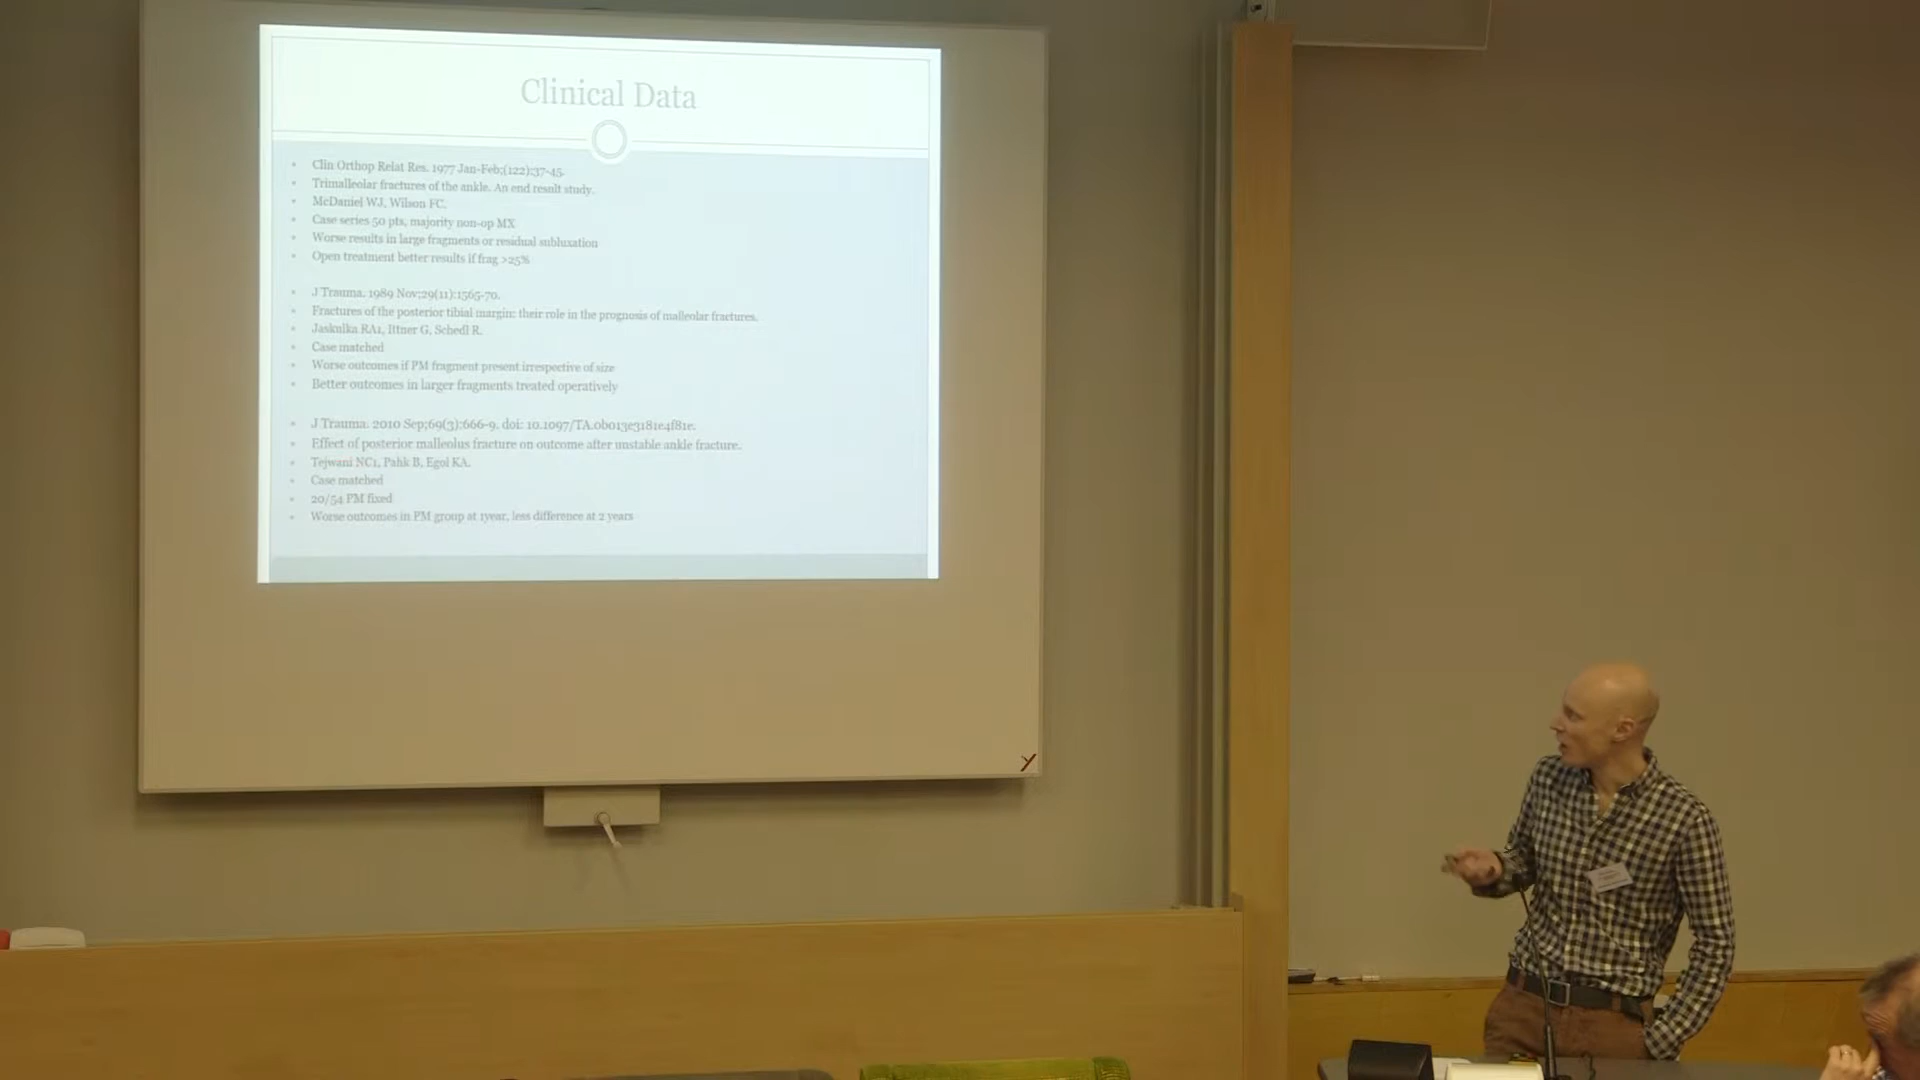 Clinical Data
Clin Orthop Relat Res. 1977 Jan-Feb;(122):37-45.
Trimalleolar fractures of the ankle. An end result study.
McDaniel WJ, Wilson FC.
Case series 50 pts, majority non-op MX
Worse results in large fragments or residual subluxation
Open treatment better results if frag >25%
J Trauma. 1989 Nov;29(11):1565-70.
Fractures of the posterior tibial margin: their role in the prognosis of malleolar fractures.
Jaskulka RA1, Ittner G, Schedl R.
Case matched
Worse outcomes if PM fragment present irrespective of size
Better outcomes in larger fragments treated operatively
J Trauma. 2010 Sep;69(3):666-9. doi: 10.1097/TA.0b013e3181e4f81e.
Effect of posterior malleolus fracture on outcome after unstable ankle fracture.
Tejwani NC1, Pahk B, Egol KA.
Case matched
20/54 PM fixed
Worse outcomes in PM group at 1year, less difference at 2 years